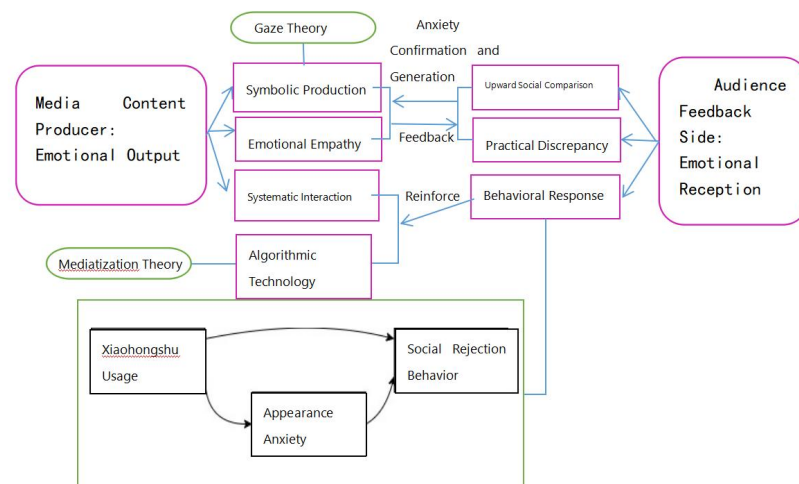 Gaze Theory
Anxiety
Confirmation and
Generation
Media Content
Producer:
Emotional Output
Symbolic Production
Emotional Empathy
Systematic Interaction
Algorithmic
Technology
Mediatization Theory
Feedback
Reinforce
Upward Social Comparison
Practical Discrepancy
Behavioral Response
Audience
Feedback
Side:
Emotional
Reception
Xiaohongshu
Usage
Social Rejection
Behavior
Appearance
Anxiety